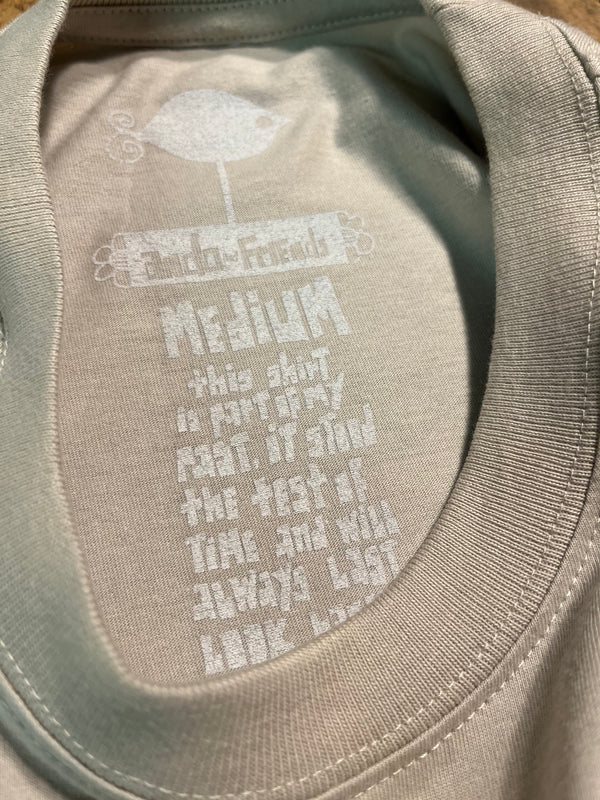 Friends
MediUM
this shirt
is part of my
past. it stood
the test of
TiME and will
always last
LOOK